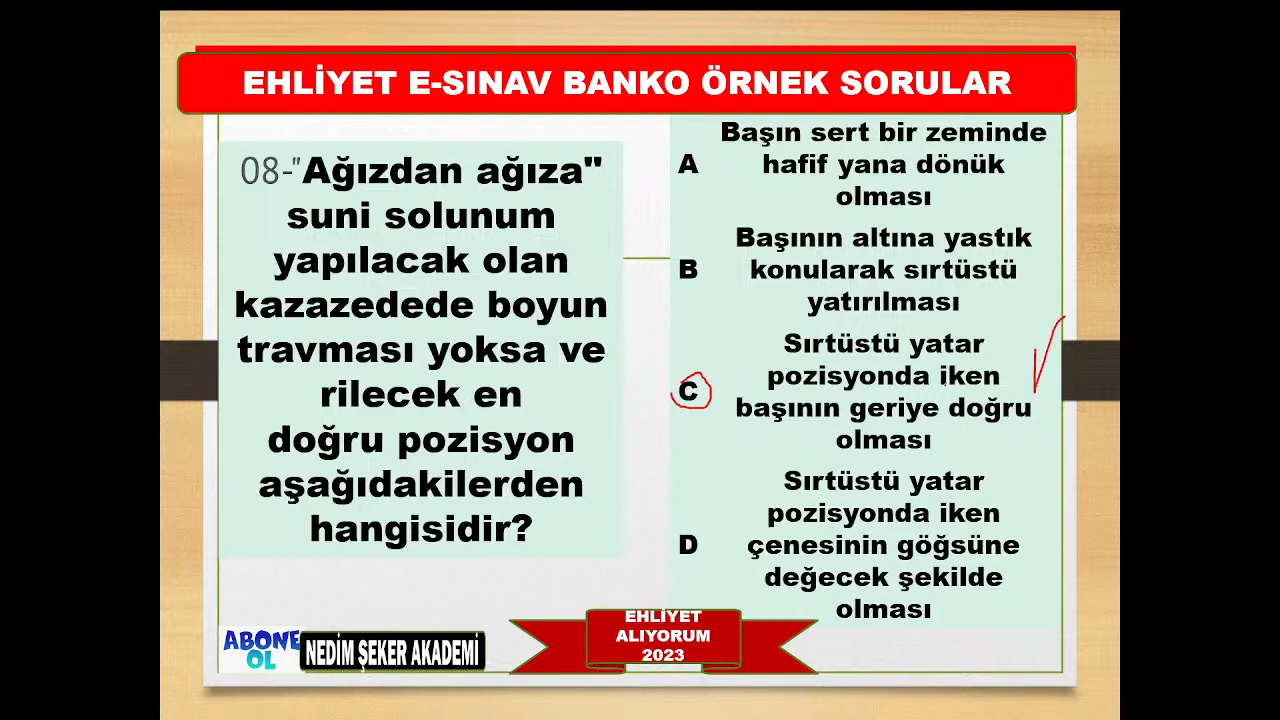 EHLİYET E-SINAV BANKO ÖRNEK SORULAR
08-"Ağızdan ağıza"
suni solunum
yapılacak olan
kazazedede boyun
travması yoksa ve
rilecek en
doğru pozisyon
aşağıdakilerden
hangisidir?
A
Başın sert bir zeminde
hafif yana dönük
olması
B
Başının altına yastık
konularak sırtüstü
yatırılması
C
Sırtüstü yatar
pozisyonda iken
başının geriye doğru
olması
D
Sırtüstü yatar
pozisyonda iken
çenesinin göğsüne
değecek şekilde
olması
ABONE
OL
NEDİM ŞEKER AKADEMİ
EHLİYET
ALIYORUM
2023